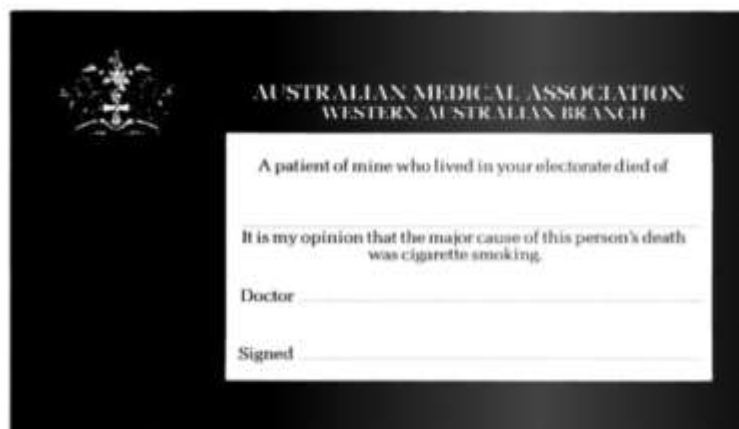 AUSTRALIAN MEDICAL ASSOCIATION
WESTERN AUSTRALIAN BRANCH
A patient of mine who lived in your electorate died of
It is my opinion that the major cause of this person's death
was cigarette smoking.
Doctor
Signed